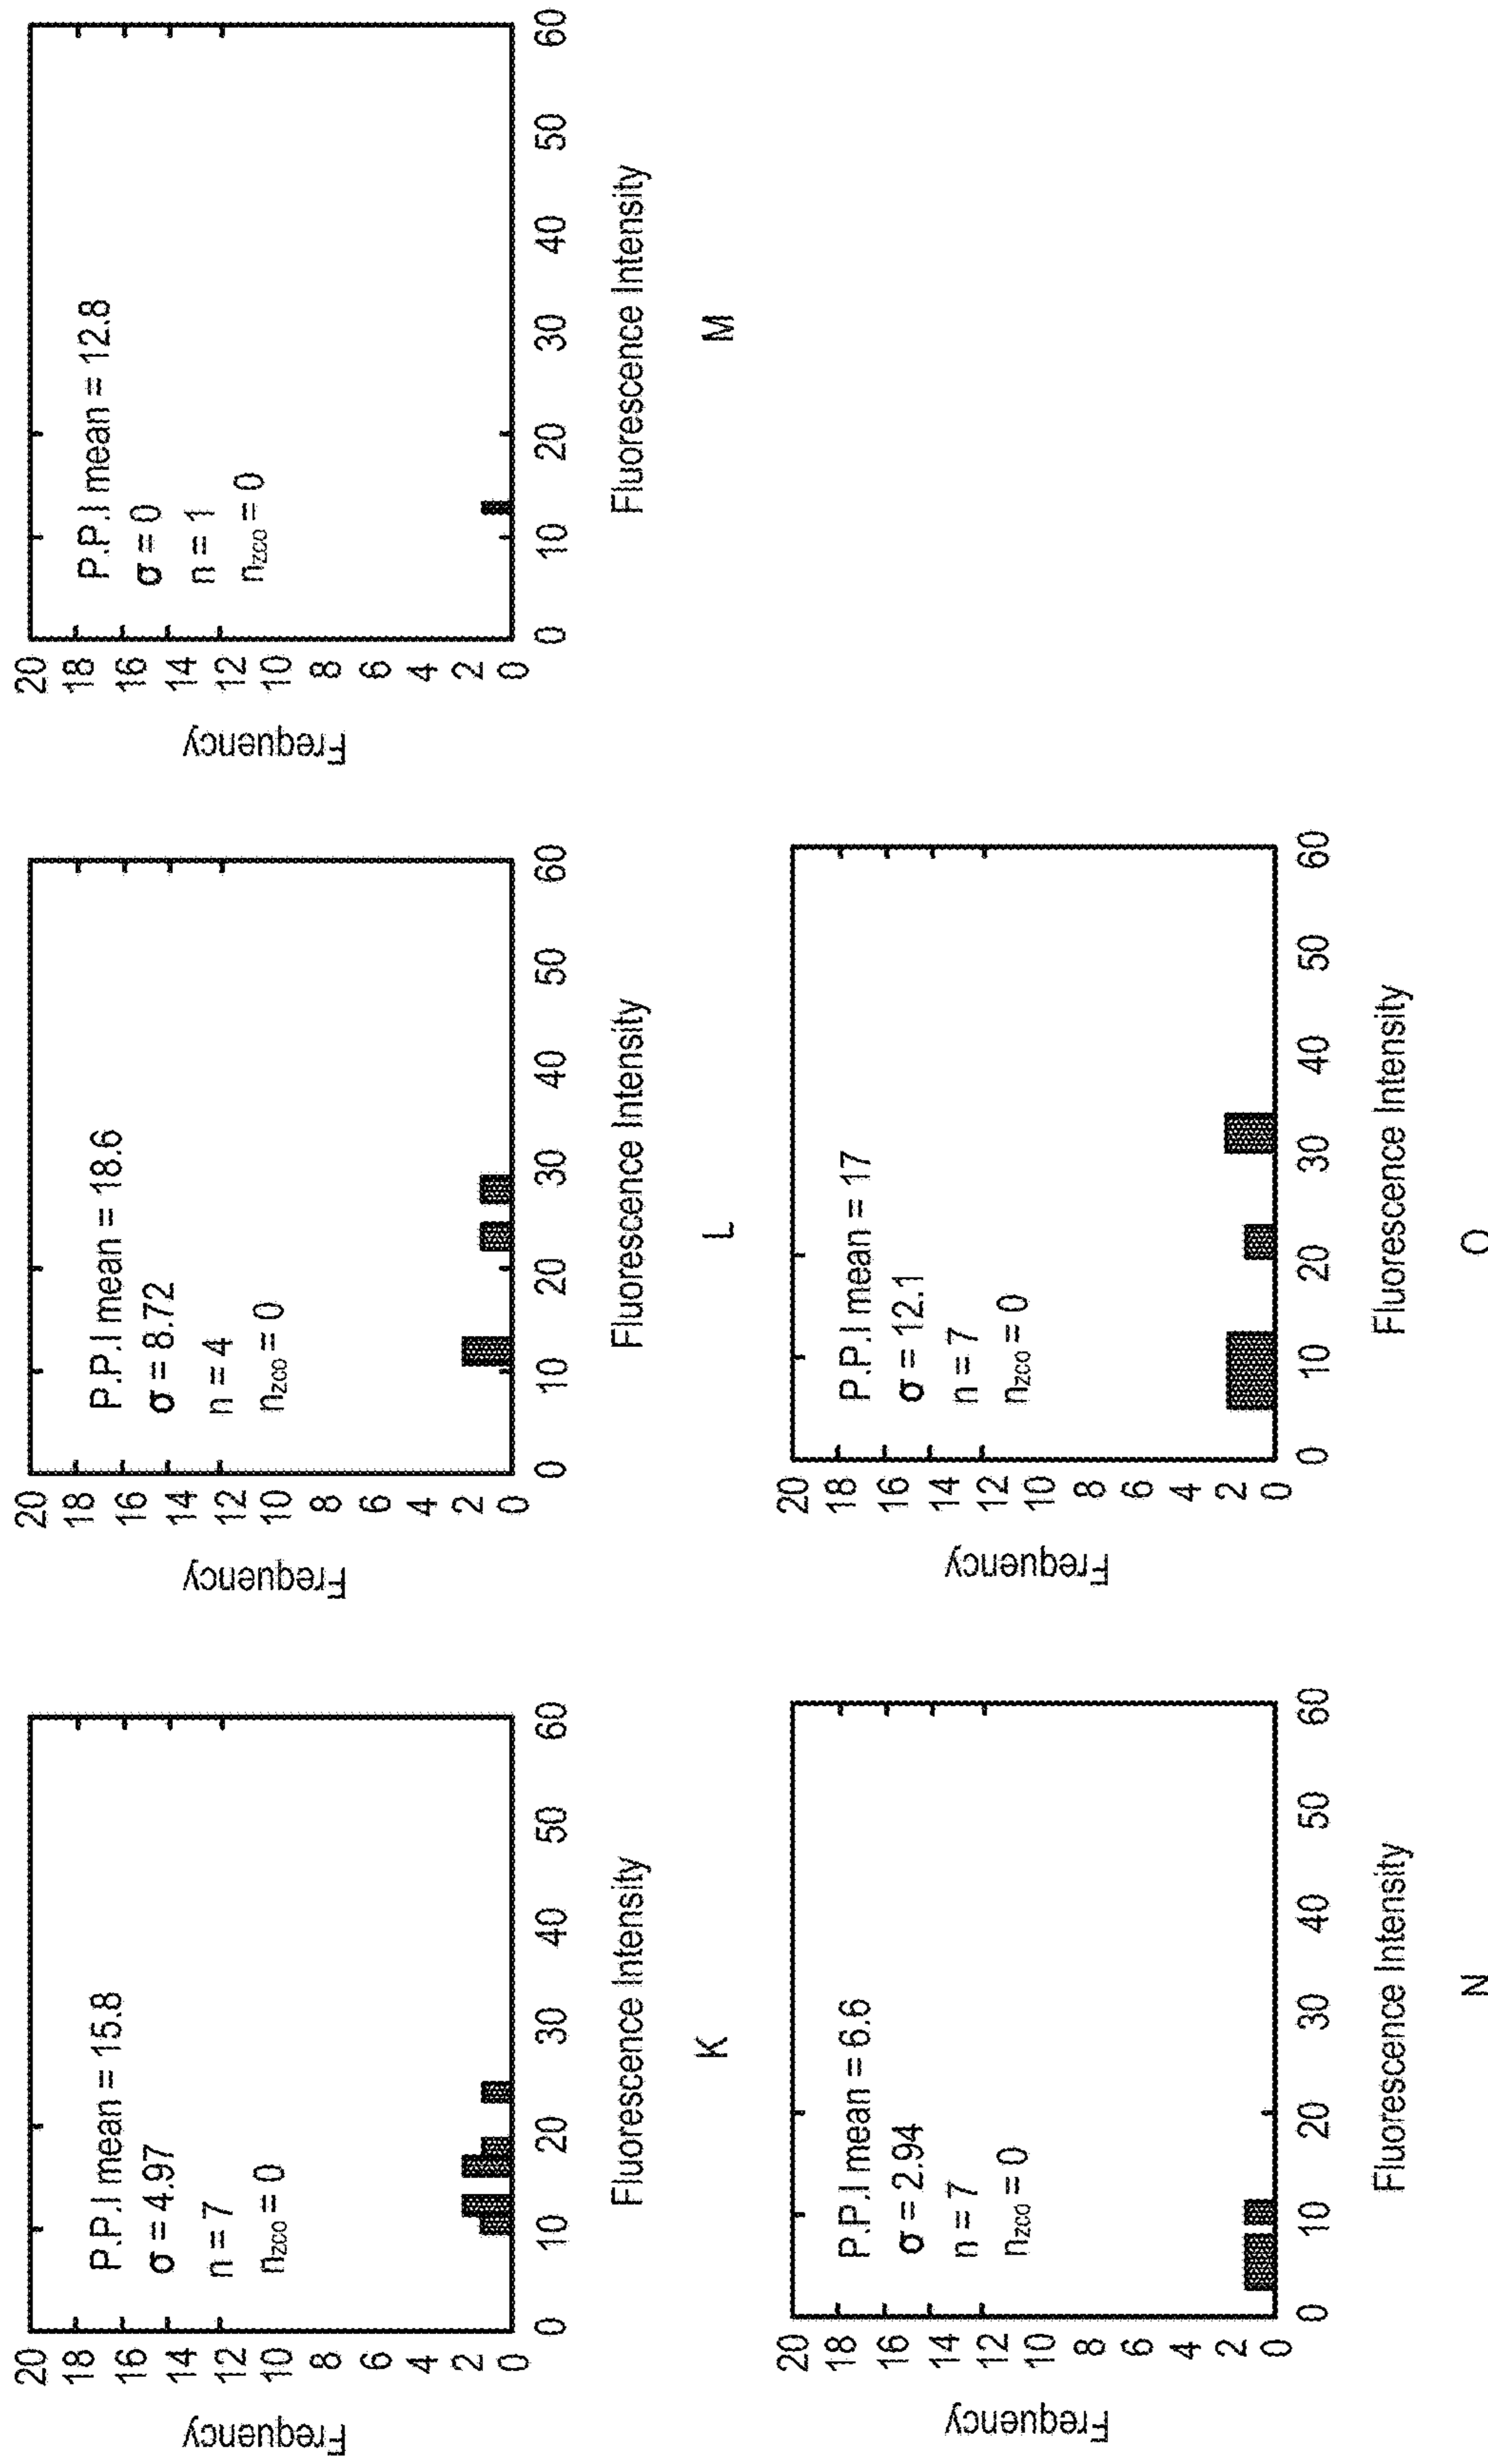 20
18
16
14
12
10
8
6
4
2
0
Frequency
P.P.I mean = 15.8
σ = 4.97
n = 7
nzco = 0
0 10 20 30 40 50 60
Fluorescence Intensity
K
20
18
16
14
12
10
8
6
4
2
0
Frequency
P.P.I mean = 18.6
σ = 8.72
n = 4
nzco = 0
0 10 20 30 40 50 60
Fluorescence Intensity
L
20
18
16
14
12
10
8
6
4
2
0
Frequency
P.P.I mean = 12.8
σ = 0
n = 1
nzco = 0
0 10 20 30 40 50 60
Fluorescence Intensity
M
20
18
16
14
12
10
8
6
4
2
0
Frequency
P.P.I mean = 6.6
σ = 2.94
n = 7
nzco = 0
0 10 20 30 40 50 60
Fluorescence Intensity
N
20
18
16
14
12
10
8
6
4
2
0
Frequency
P.P.I mean = 17
σ = 12.1
n = 7
nzco = 0
0 10 20 30 40 50 60
Fluorescence Intensity
O